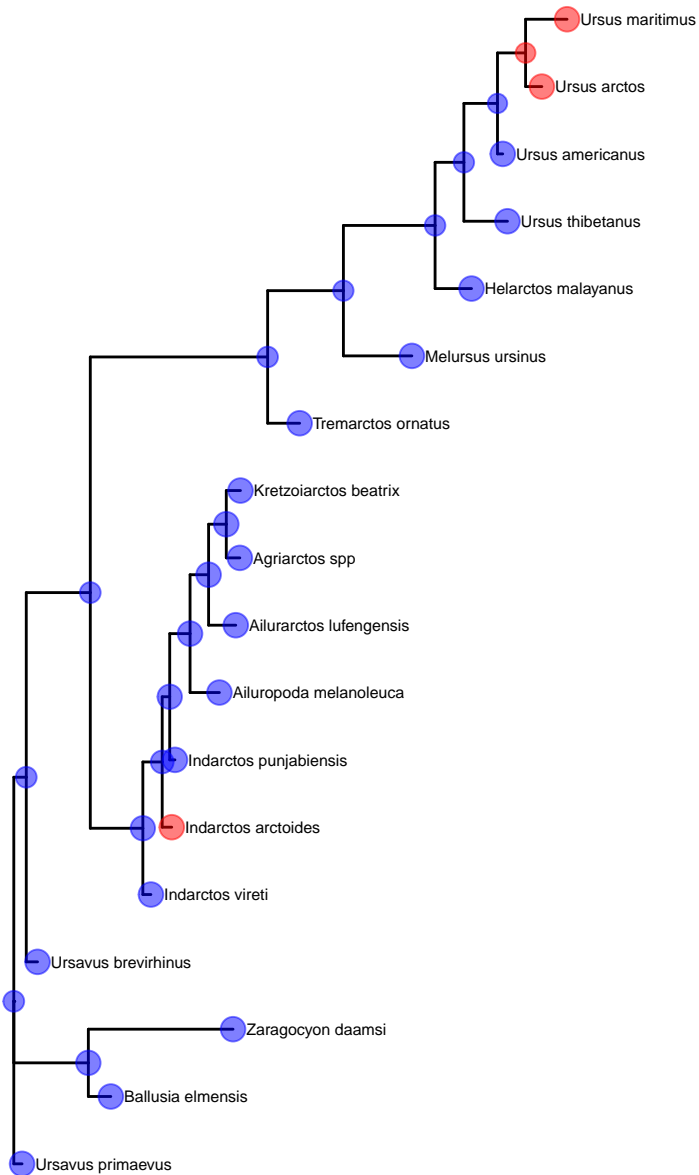 Ursus maritimus
Ursus arctos
Ursus americanus
Ursus thibetanus
Helarctos malayanus
Melursus ursinus
Tremarctos ornatus
Kretzoiarctos beatrix
Agriarctos spp
Ailurarctos lufengensis
Ailuropoda melanoleuca
Indarctos punjabiensis
Indarctos arctoides
Indarctos vireti
Ursavus brevirhinus
Zaragocyon daamsi
Ballusia elmensis
Ursavus primaevus